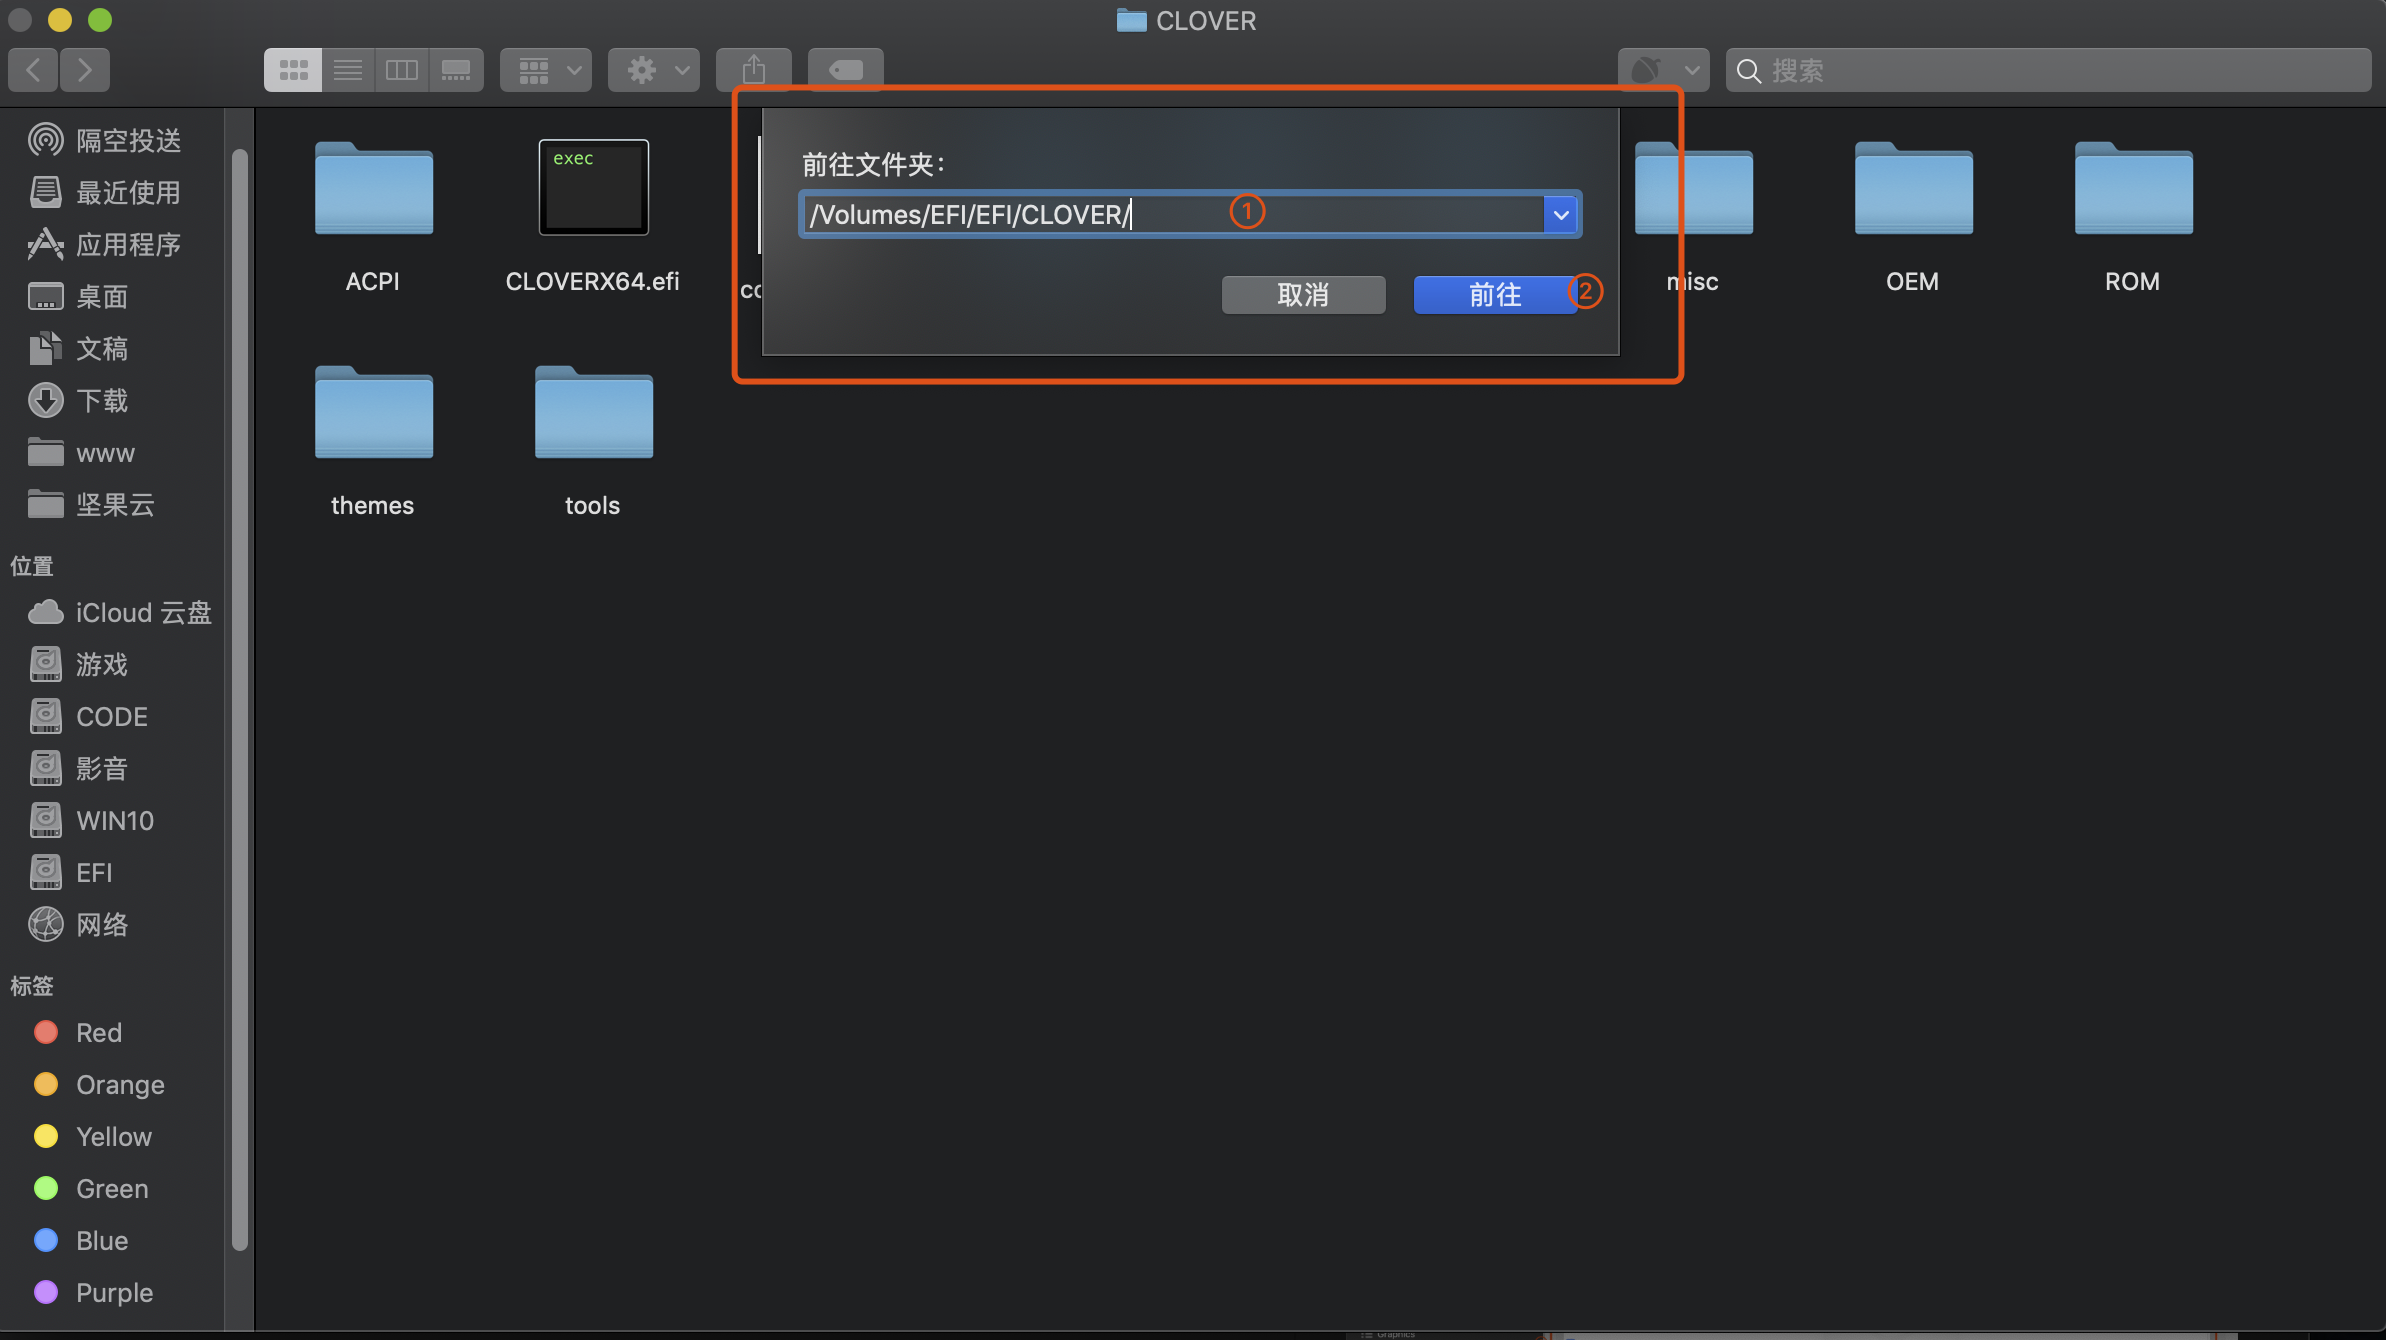 CLOVER
搜索
隔空投送
最近使用
应用程序
桌面
文稿
下载
www
坚果云
位置
iCloud 云盘
游戏
CODE
影音
WIN10
EFI
网络
标签
Red
Orange
Yellow
Green
Blue
Purple
前往文件夹：
/Volumes/EFI/EFI/CLOVER/
①
取消
前往
②
exec
ACPI
CLOVERX64.efi
misc
OEM
ROM
themes
tools
Graphics